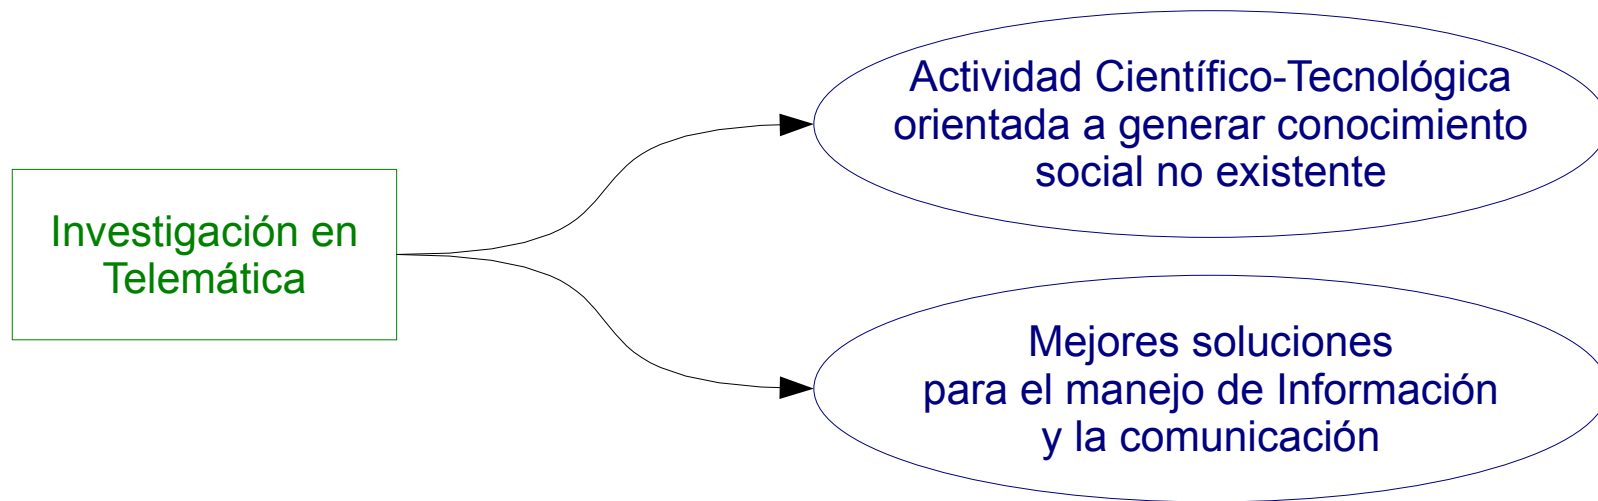 Investigación en
Telemática
Actividad Científico-Tecnológica
orientada a generar conocimiento
social no existente
Mejores soluciones
para el manejo de Información
y la comunicación